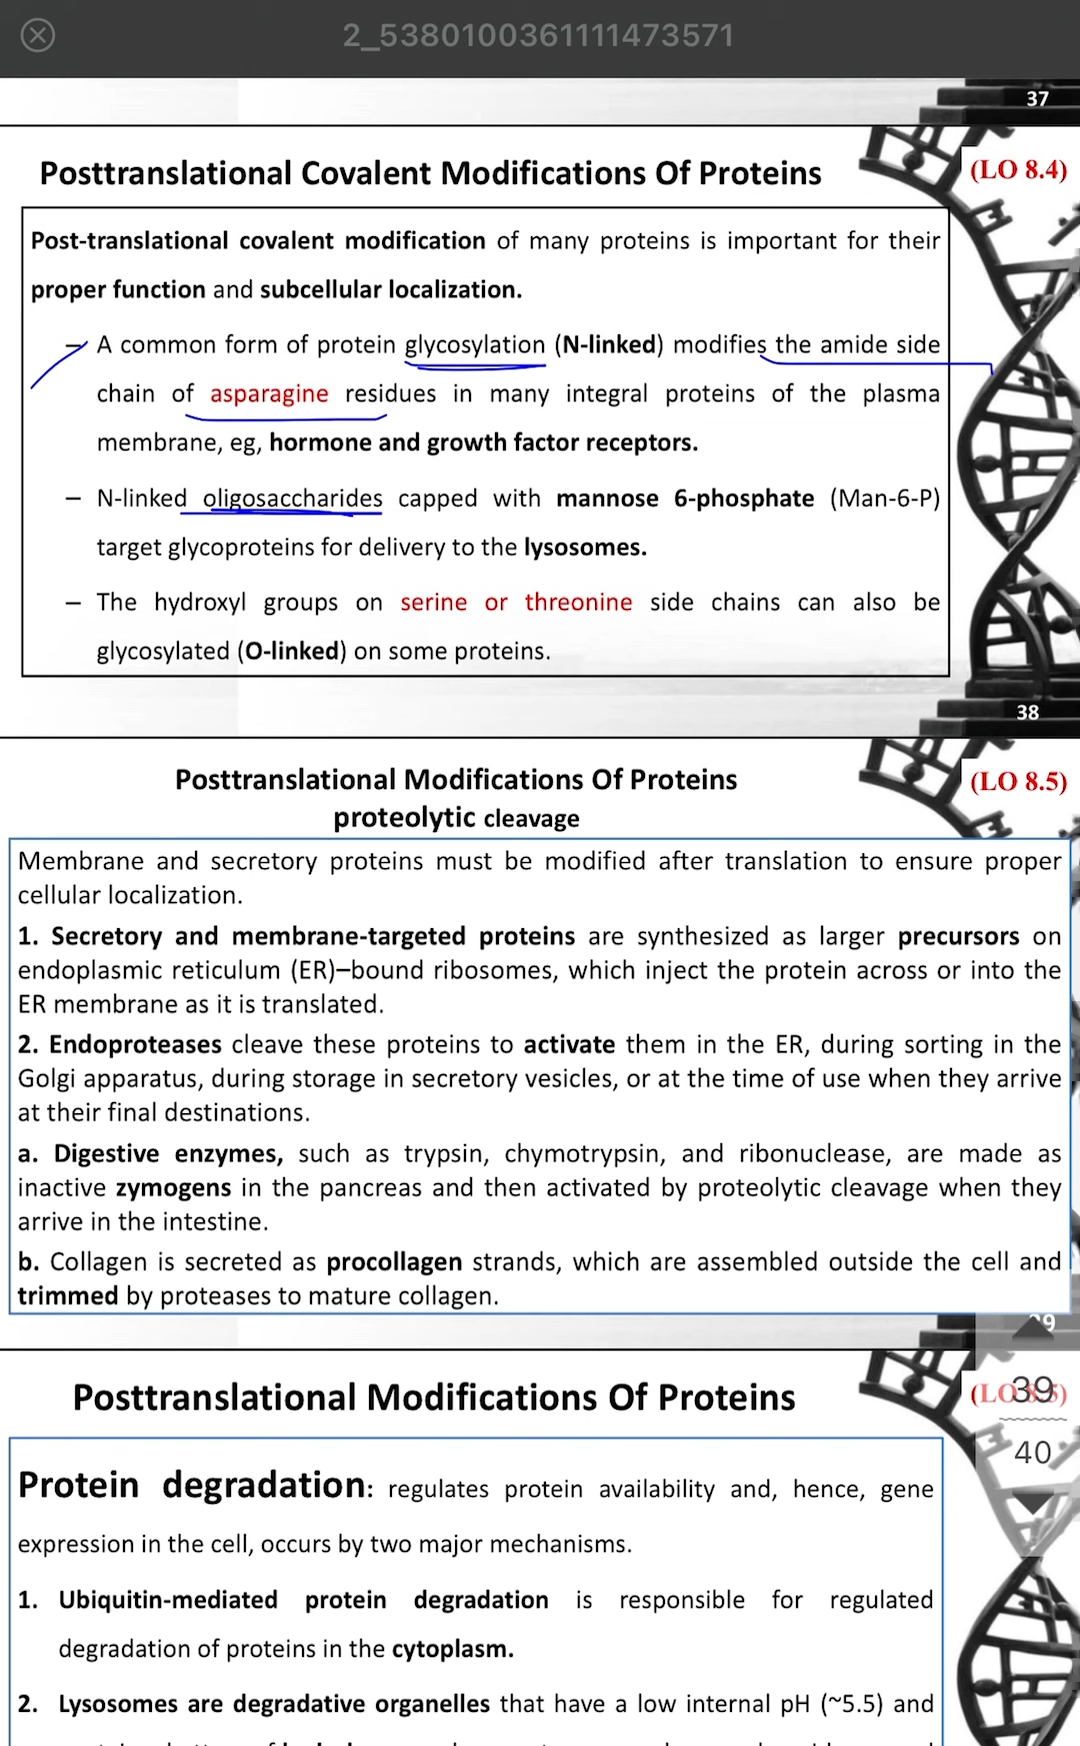 2_5380100361111473571
37
Posttranslational Covalent Modifications Of Proteins
(LO 8.4)
Post-translational covalent modification of many proteins is important for their
proper function and subcellular localization.
– A common form of protein glycosylation (N-linked) modifies the amide side
chain of asparagine residues in many integral proteins of the plasma
membrane, eg, hormone and growth factor receptors.
– N-linked oligosaccharides capped with mannose 6-phosphate (Man-6-P)
target glycoproteins for delivery to the lysosomes.
– The hydroxyl groups on serine or threonine side chains can also be
glycosylated (O-linked) on some proteins.
38
Posttranslational Modifications Of Proteins
(LO 8.5)
proteolytic cleavage
Membrane and secretory proteins must be modified after translation to ensure proper
cellular localization.
1. Secretory and membrane-targeted proteins are synthesized as larger precursors on
endoplasmic reticulum (ER)–bound ribosomes, which inject the protein across or into the
ER membrane as it is translated.
2. Endoproteases cleave these proteins to activate them in the ER, during sorting in the
Golgi apparatus, during storage in secretory vesicles, or at the time of use when they arrive
at their final destinations.
a. Digestive enzymes, such as trypsin, chymotrypsin, and ribonuclease, are made as
inactive zymogens in the pancreas and then activated by proteolytic cleavage when they
arrive in the intestine.
b. Collagen is secreted as procollagen strands, which are assembled outside the cell and
trimmed by proteases to mature collagen.
Posttranslational Modifications Of Proteins
39
40
Protein degradation: regulates protein availability and, hence, gene
expression in the cell, occurs by two major mechanisms.
1. Ubiquitin-mediated protein degradation is responsible for regulated
degradation of proteins in the cytoplasm.
2. Lysosomes are degradative organelles that have a low internal pH (~5.5) and